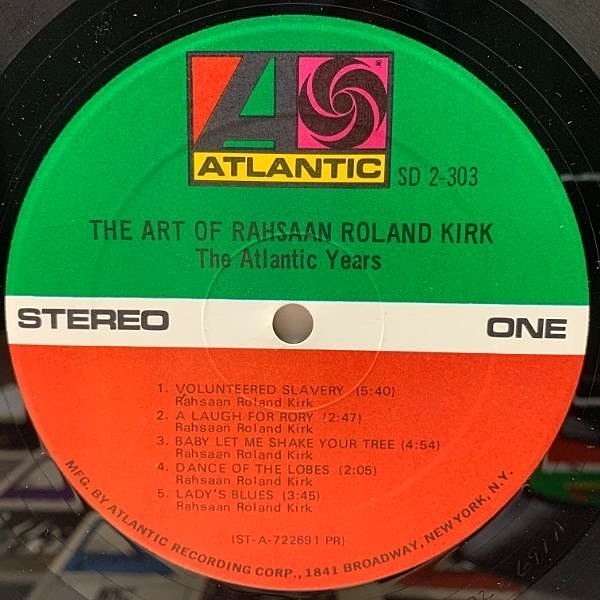 ATLANTIC
SD 2-303
THE ART OF RAHSAAN ROLAND KIRK
The Atlantic Years
STEREO
ONE
1. VOLUNTEERED SLAVERY (5:40)
Rahsaan Roland Kirk
2. A LAUGH FOR RORY (2:47)
Rahsaan Roland Kirk
3. BABY LET ME SHAKE YOUR TREE (4:54)
Rahsaan Roland Kirk
4. DANCE OF THE LOBES (2:05)
Rahsaan Roland Kirk
5. LADY'S BLUES (3:45)
Rahsaan Roland Kirk
(ST-A-722691 PR)
MFG. BY ATLANTIC RECORDING CORP., 1841 BROADWAY, NEW YORK, N.Y.